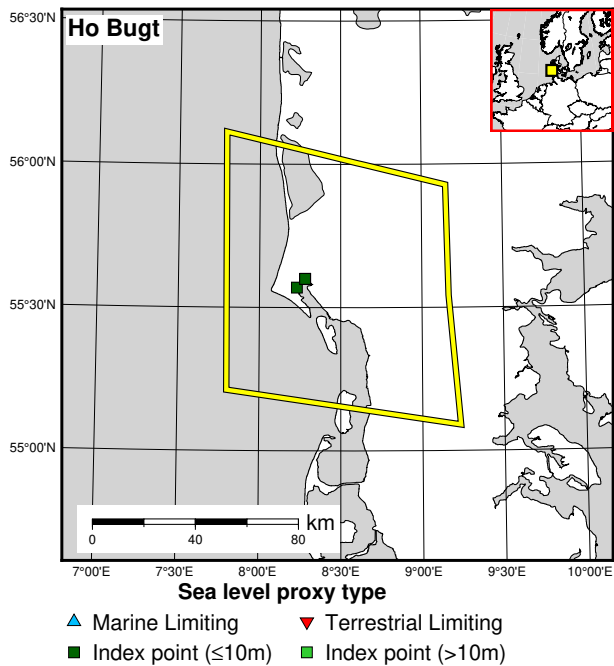 Ho Bugt
56°30'N
56°00'N
55°30'N
55°00'N
km
0 40 80
7°00'E 7°30'E 8°00'E 8°30'E 9°00'E 9°30'E 10°00'E
Sea level proxy type
Marine Limiting Terrestrial Limiting
Index point (≤10m) Index point (>10m)